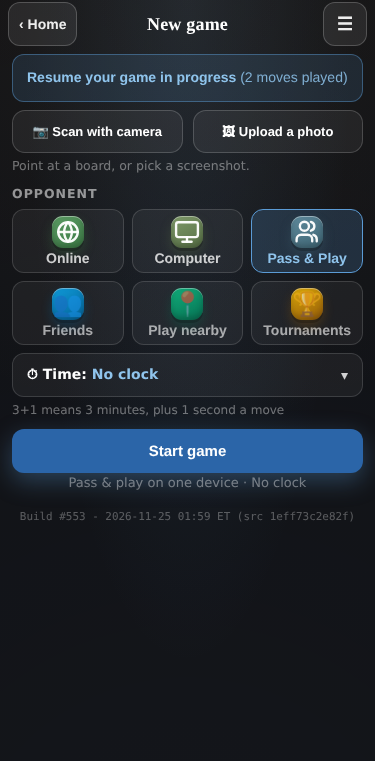 ‹ Home
New game
☰
Resume your game in progress (2 moves played)
📷 Scan with camera
🖼 Upload a photo
Point at a board, or pick a screenshot.
OPPONENT
Online
Computer
Pass & Play
Friends
Play nearby
Tournaments
⏱ Time: No clock ▾
3+1 means 3 minutes, plus 1 second a move
Start game
Pass & play on one device · No clock
Build #553 - 2026-11-25 01:59 ET (src 1eff73c2e82f)